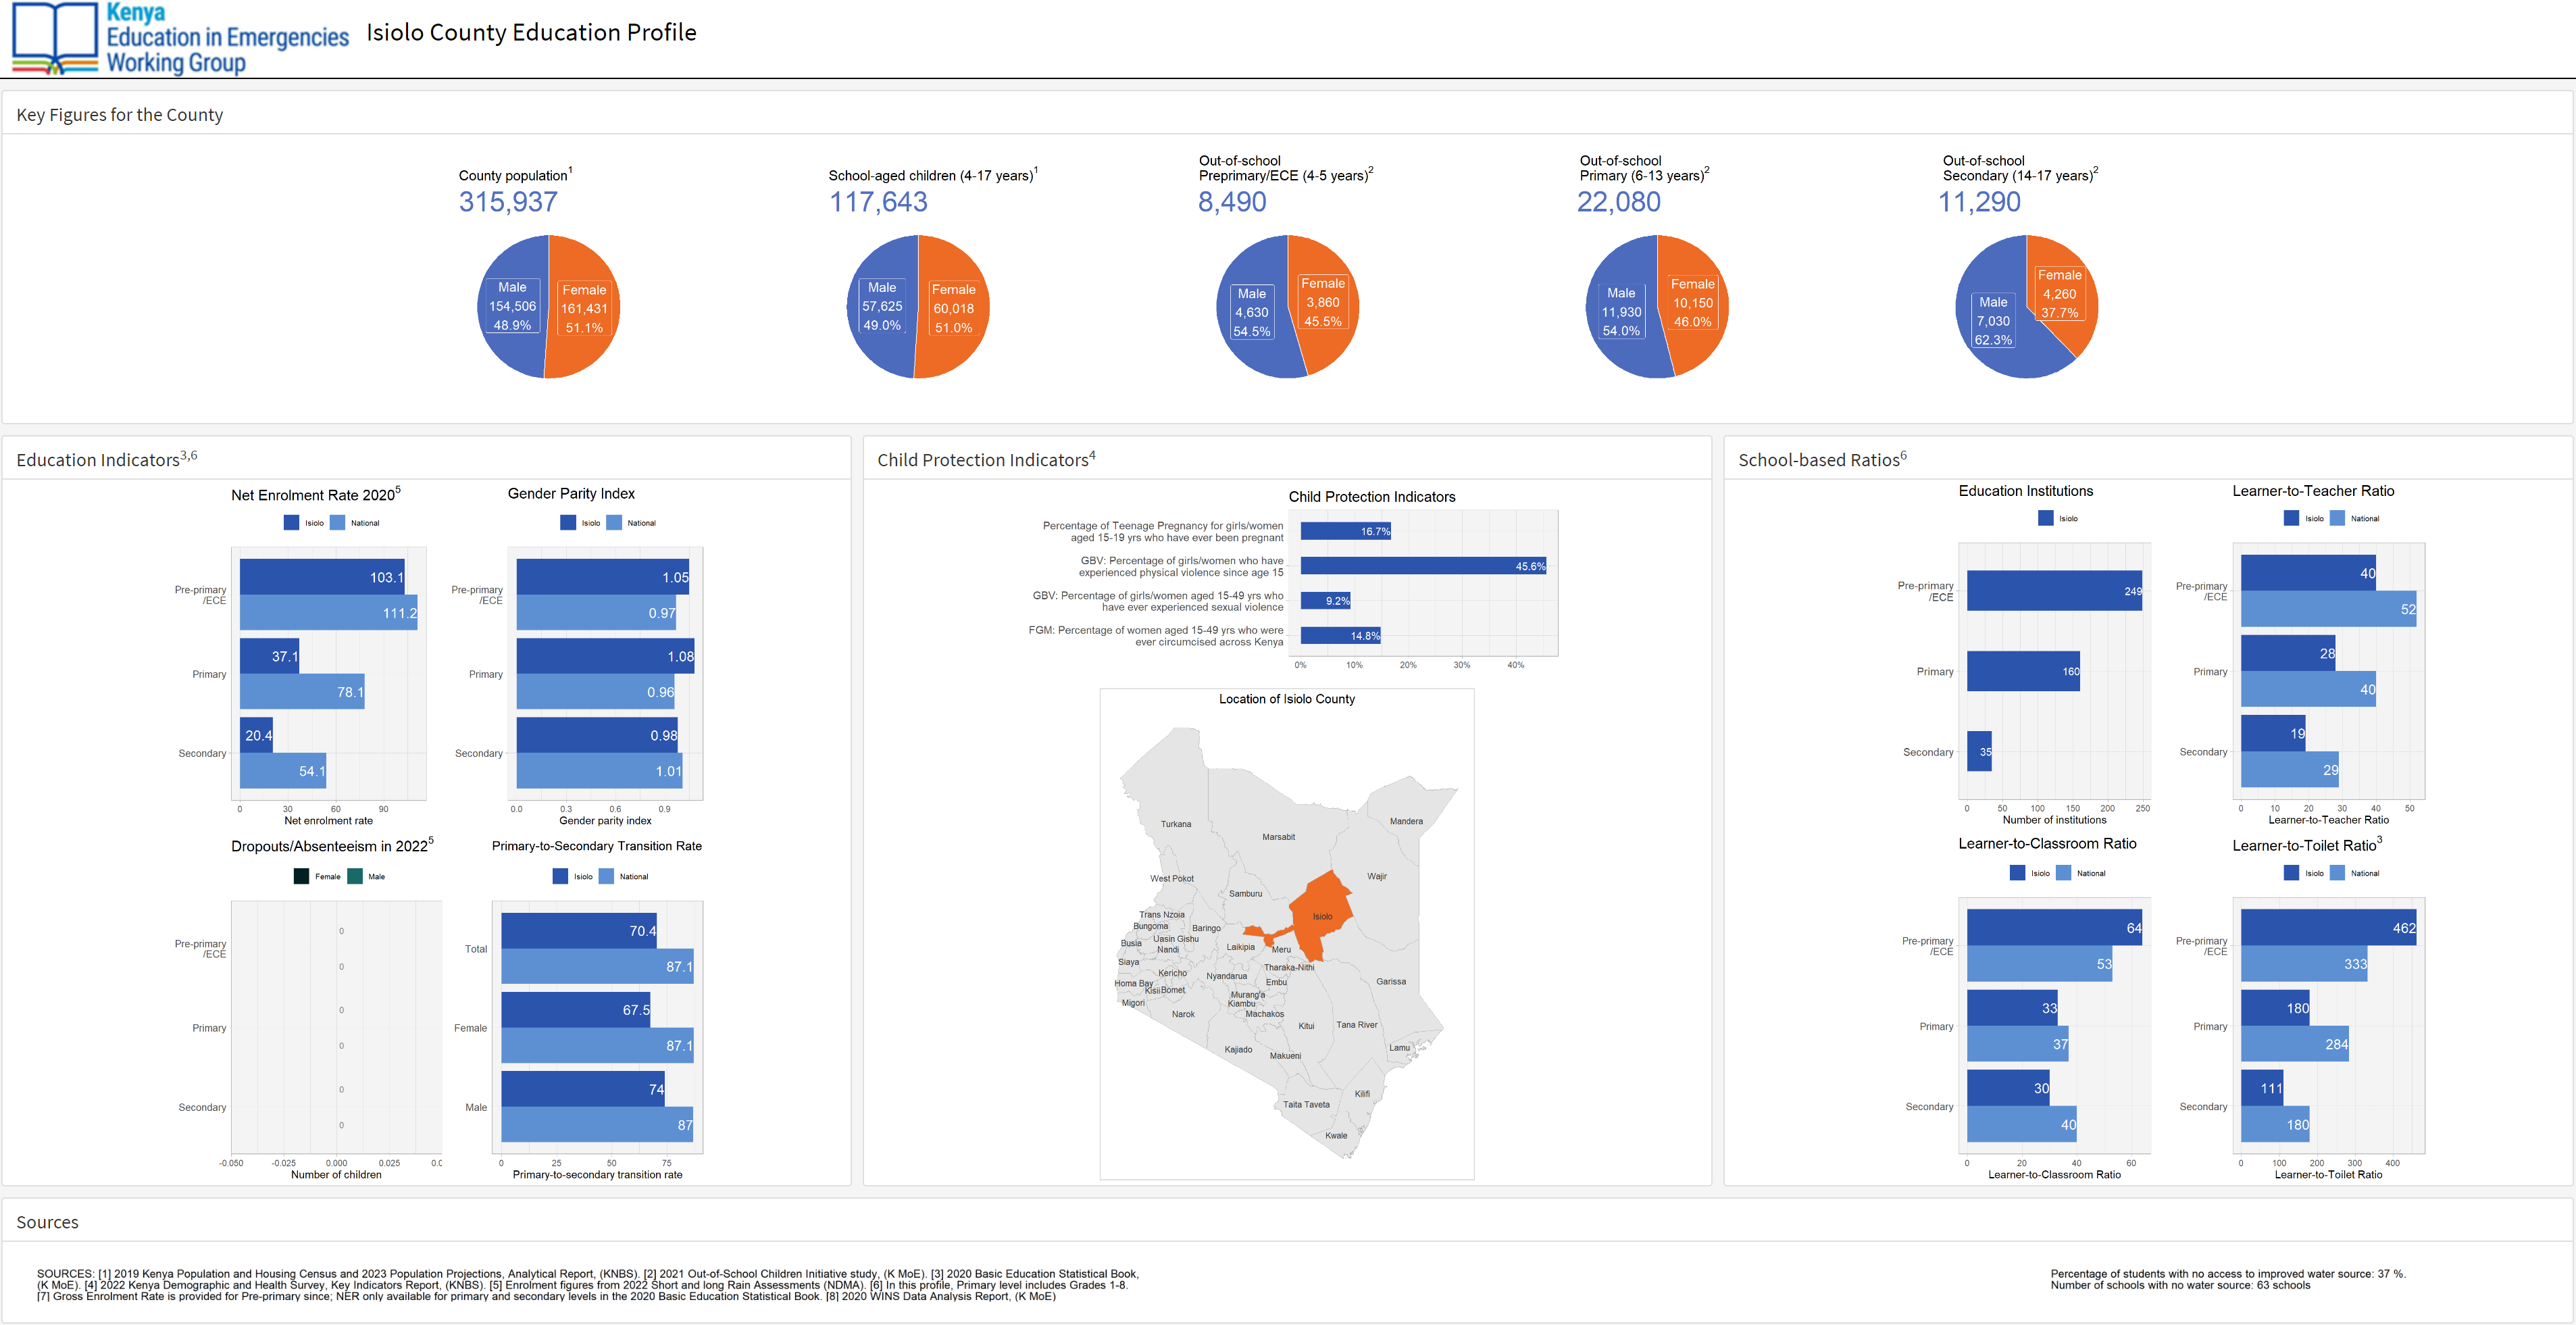 Kenya
Education in Emergencies
Working Group
Isiolo County Education Profile
Key Figures for the County
County population1
315,937
Male
154,506
48.9%
Female
161,431
51.1%
School-aged children (4-17 years)1
117,643
Male
57,625
49.0%
Female
60,018
51.0%
Out-of-school
Preprimary/ECE (4-5 years)2
8,490
Male
4,630
54.5%
Female
3,860
45.5%
Out-of-school
Primary (6-13 years)2
22,080
Male
11,930
54.0%
Female
10,150
46.0%
Out-of-school
Secondary (14-17 years)2
11,290
Male
7,030
62.3%
Female
4,260
37.7%
Education Indicators3,6
Net Enrolment Rate 20205
Isiolo National
Pre-primary
/ECE
103.1
111.2
Primary
37.1
78.1
Secondary
20.4
54.1
0 30 60 90
Net enrolment rate
Gender Parity Index
Isiolo National
Pre-primary
/ECE
1.05
0.97
Primary
1.08
0.96
Secondary
0.98
1.01
0.0 0.3 0.6 0.9
Gender parity index
Dropouts/Absenteeism in 20225
Female Male
Pre-primary
/ECE
0
0
Primary
0
0
Secondary
0
0
-0.050 -0.025 0.000 0.025 0.0
Number of children
Primary-to-Secondary Transition Rate
Isiolo National
Total
70.4
87.1
Female
67.5
87.1
Male
74
87
0 25 50 75
Primary-to-secondary transition rate
Child Protection Indicators4
Child Protection Indicators
Percentage of Teenage Pregnancy for girls/women
aged 15-19 yrs who have ever been pregnant
16.7%
GBV: Percentage of girls/women who have
experienced physical violence since age 15
45.6%
GBV: Percentage of girls/women aged 15-49 yrs who
have ever experienced sexual violence
9.2%
FGM: Percentage of women aged 15-49 yrs who were
ever circumcised across Kenya
14.8%
0% 10% 20% 30% 40%
Location of Isiolo County
Turkana
Marsabit
Mandera
West Pokot
Samburu
Wajir
Isiolo
Trans Nzoia
Bungoma
Baringo
Busia
Uasin Gishu
Nandi
Laikipia
Meru
Siaya
Kericho
Nyandarua
Tharaka-Nithi
Embu
Garissa
Homa Bay
Kisii
Bomet
Murang'a
Kiambu
Migori
Narok
Machakos
Kitui
Tana River
Kajiado
Makueni
Lamu
Kilifi
Taita Taveta
Kwale
School-based Ratios6
Education Institutions
Isiolo
Pre-primary
/ECE
249
Primary
160
Secondary
35
0 50 100 150 200 250
Number of institutions
Learner-to-Teacher Ratio
Isiolo National
Pre-primary
/ECE
40
52
Primary
28
40
Secondary
19
29
0 10 20 30 40 50
Learner-to-Teacher Ratio
Learner-to-Classroom Ratio
Isiolo National
Pre-primary
/ECE
64
53
Primary
33
37
Secondary
30
40
0 20 40 60
Learner-to-Classroom Ratio
Learner-to-Toilet Ratio3
Isiolo National
Pre-primary
/ECE
462
333
Primary
180
284
Secondary
111
180
0 100 200 300 400
Learner-to-Toilet Ratio
Sources
SOURCES: [1] 2019 Kenya Population and Housing Census and 2023 Population Projections, Analytical Report, (KNBS). [2] 2021 Out-of-School Children Initiative study, (K MoE). [3] 2020 Basic Education Statistical Book,
(K MoE). [4] 2022 Kenya Demographic and Health Survey, Key Indicators Report, (KNBS). [5] Enrolment figures from 2022 Short and long Rain Assessments (NDMA). [6] In this profile, Primary level includes Grades 1-8.
[7] Gross Enrolment Rate is provided for Pre-primary since; NER only available for primary and secondary levels in the 2020 Basic Education Statistical Book. [8] 2020 WINS Data Analysis Report, (K MoE)
Percentage of students with no access to improved water source: 37 %.
Number of schools with no water source: 63 schools